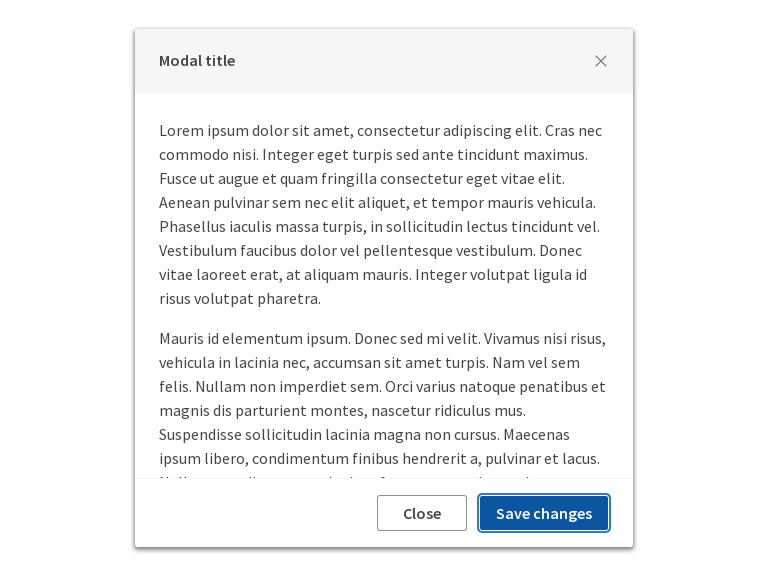 Modal title
Lorem ipsum dolor sit amet, consectetur adipiscing elit. Cras nec
commodo nisi. Integer eget turpis sed ante tincidunt maximus.
Fusce ut augue et quam fringilla consectetur eget vitae elit.
Aenean pulvinar sem nec elit aliquet, et tempor mauris vehicula.
Phasellus iaculis massa turpis, in sollicitudin lectus tincidunt vel.
Vestibulum faucibus dolor vel pellentesque vestibulum. Donec
vitae laoreet erat, at aliquam mauris. Integer volutpat ligula id
risus volutpat pharetra.
Mauris id elementum ipsum. Donec sed mi velit. Vivamus nisi risus,
vehicula in lacinia nec, accumsan sit amet turpis. Nam vel sem
felis. Nullam non imperdiet sem. Orci varius natoque penatibus et
magnis dis parturient montes, nascetur ridiculus mus.
Suspendisse sollicitudin lacinia magna non cursus. Maecenas
ipsum libero, condimentum finibus hendrerit a, pulvinar et lacus.
Close
Save changes